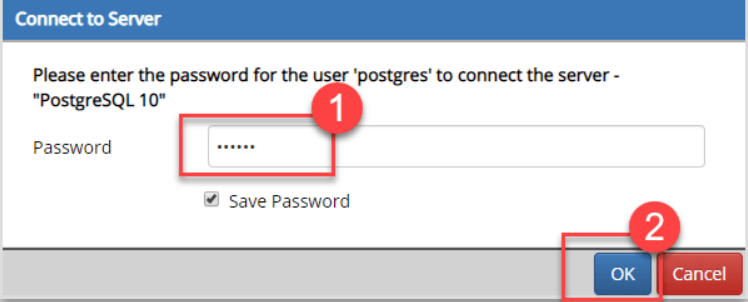 Connect to Server
Please enter the password for the user 'postgres' to connect the server -
"PostgreSQL 10"
1
Password
••••••
Save Password
2
OK
Cancel